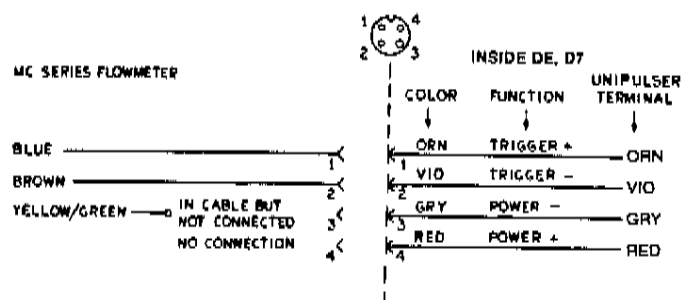 1 4
2 3
MC SERIES FLOWMETER
INSIDE DE, D7
COLOR FUNCTION UNIPULSER TERMINAL
BLUE 1 1 ORN TRIGGER + ORN
BROWN 2 2 VIO TRIGGER - VIO
YELLOW/GREEN IN CABLE BUT NOT CONNECTED 3 3 GRY POWER - GRY
NO CONNECTION 4 4 RED POWER + RED